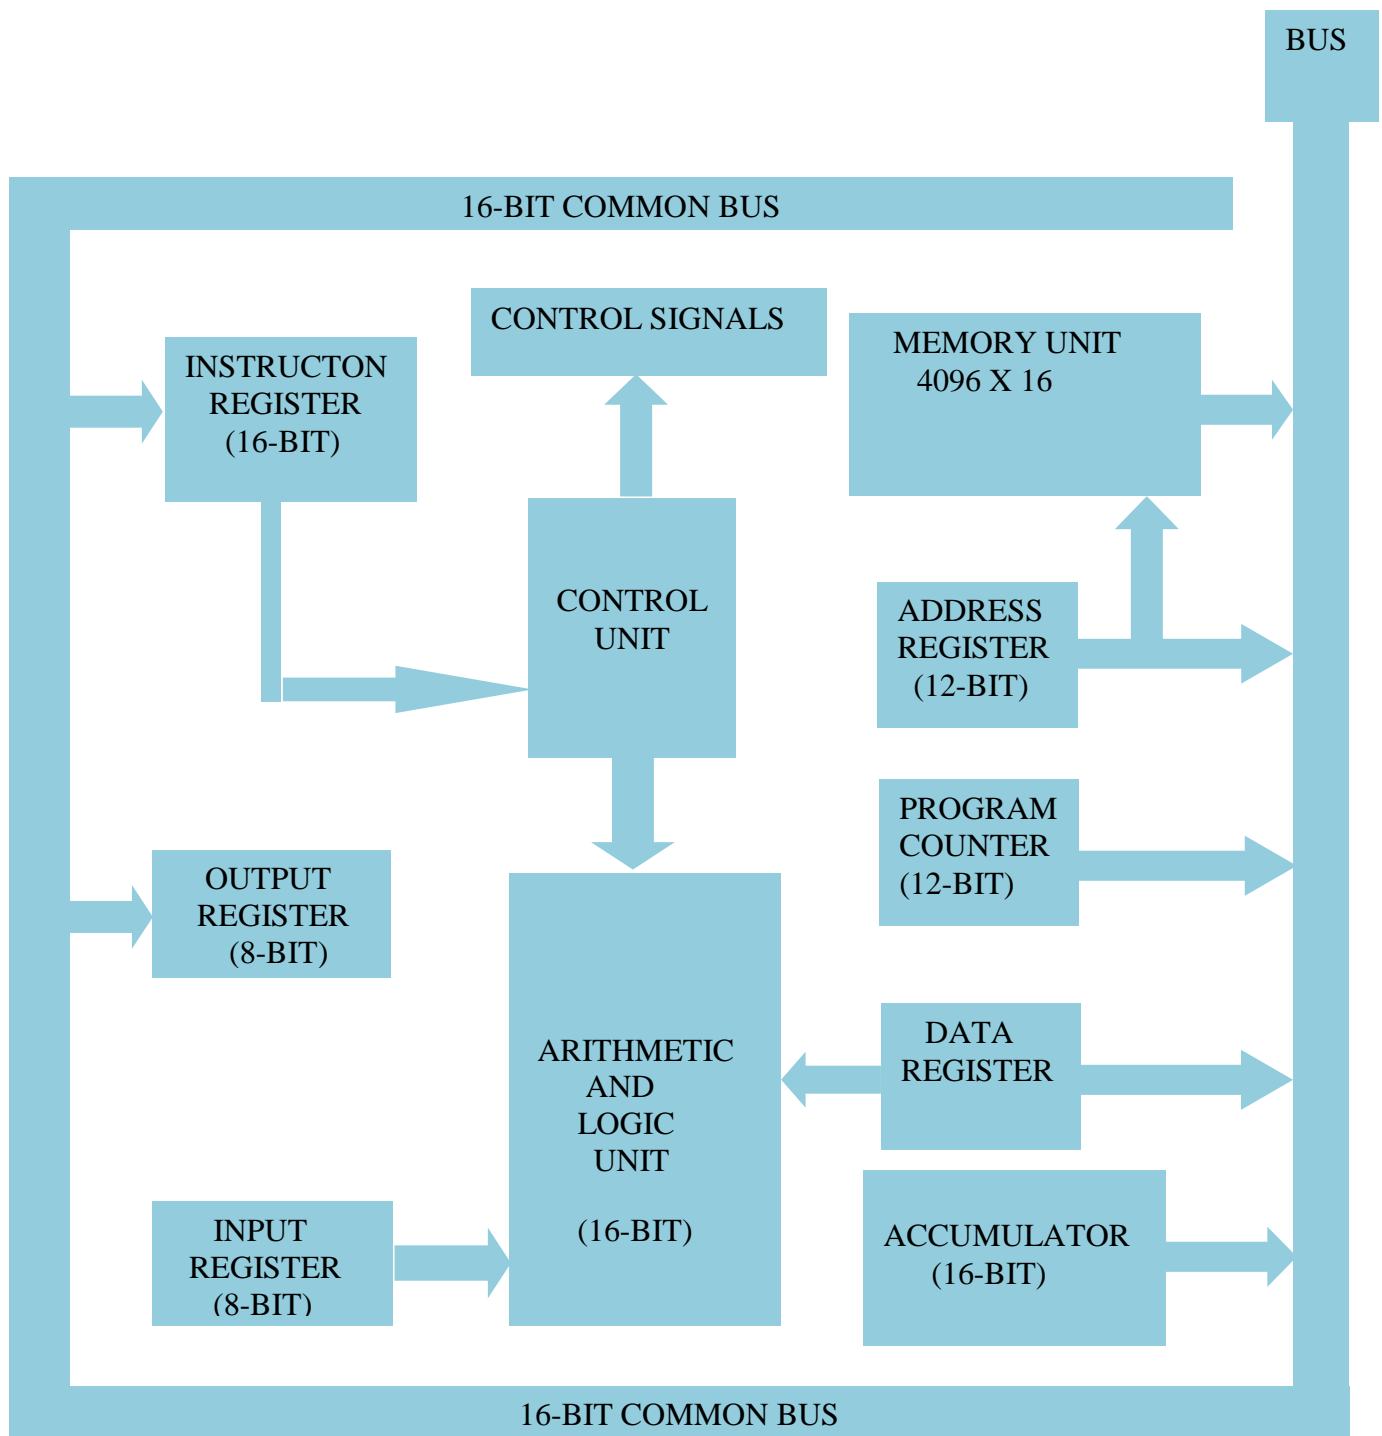 BUS
16-BIT COMMON BUS
CONTROL SIGNALS
INSTRUCTON
REGISTER
(16-BIT)
MEMORY UNIT
4096 X 16
CONTROL
UNIT
ADDRESS
REGISTER
(12-BIT)
PROGRAM
COUNTER
(12-BIT)
OUTPUT
REGISTER
(8-BIT)
ARITHMETIC
AND
LOGIC
UNIT
(16-BIT)
DATA
REGISTER
INPUT
REGISTER
(8-BIT)
ACCUMULATOR
(16-BIT)
16-BIT COMMON BUS